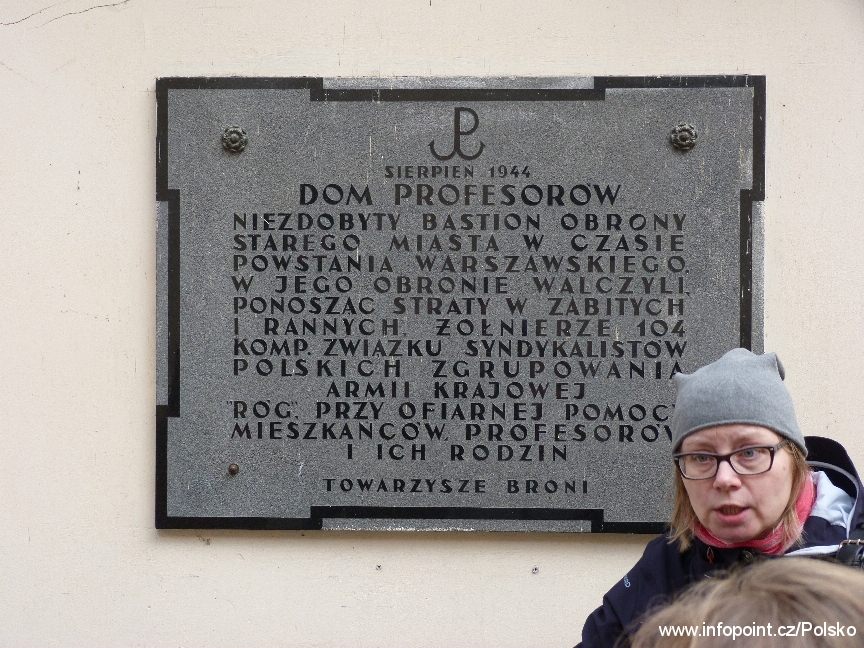 SIERPIEŃ 1944
DOM PROFESORÓW
NIEZDOBYTY BASTION OBRONY
STAREGO MIASTA W CZASIE
POWSTANIA WARSZAWSKIEGO.
W JEGO OBRONIE WALCZYLI,
PONOSZĄC STRATY W ZABITYCH
I RANNYCH, ŻOŁNIERZE 104
KOMP. ZWIĄZKU SYNDYKALISTÓW
POLSKICH ZGRUPOWANIA
ARMII KRAJOWEJ
"RÓG", PRZY OFIARNEJ POMOCY
MIESZKAŃCÓW, PROFESORÓW
I ICH RODZIN
TOWARZYSZE BRONI
www.infopoint.cz/Polsko